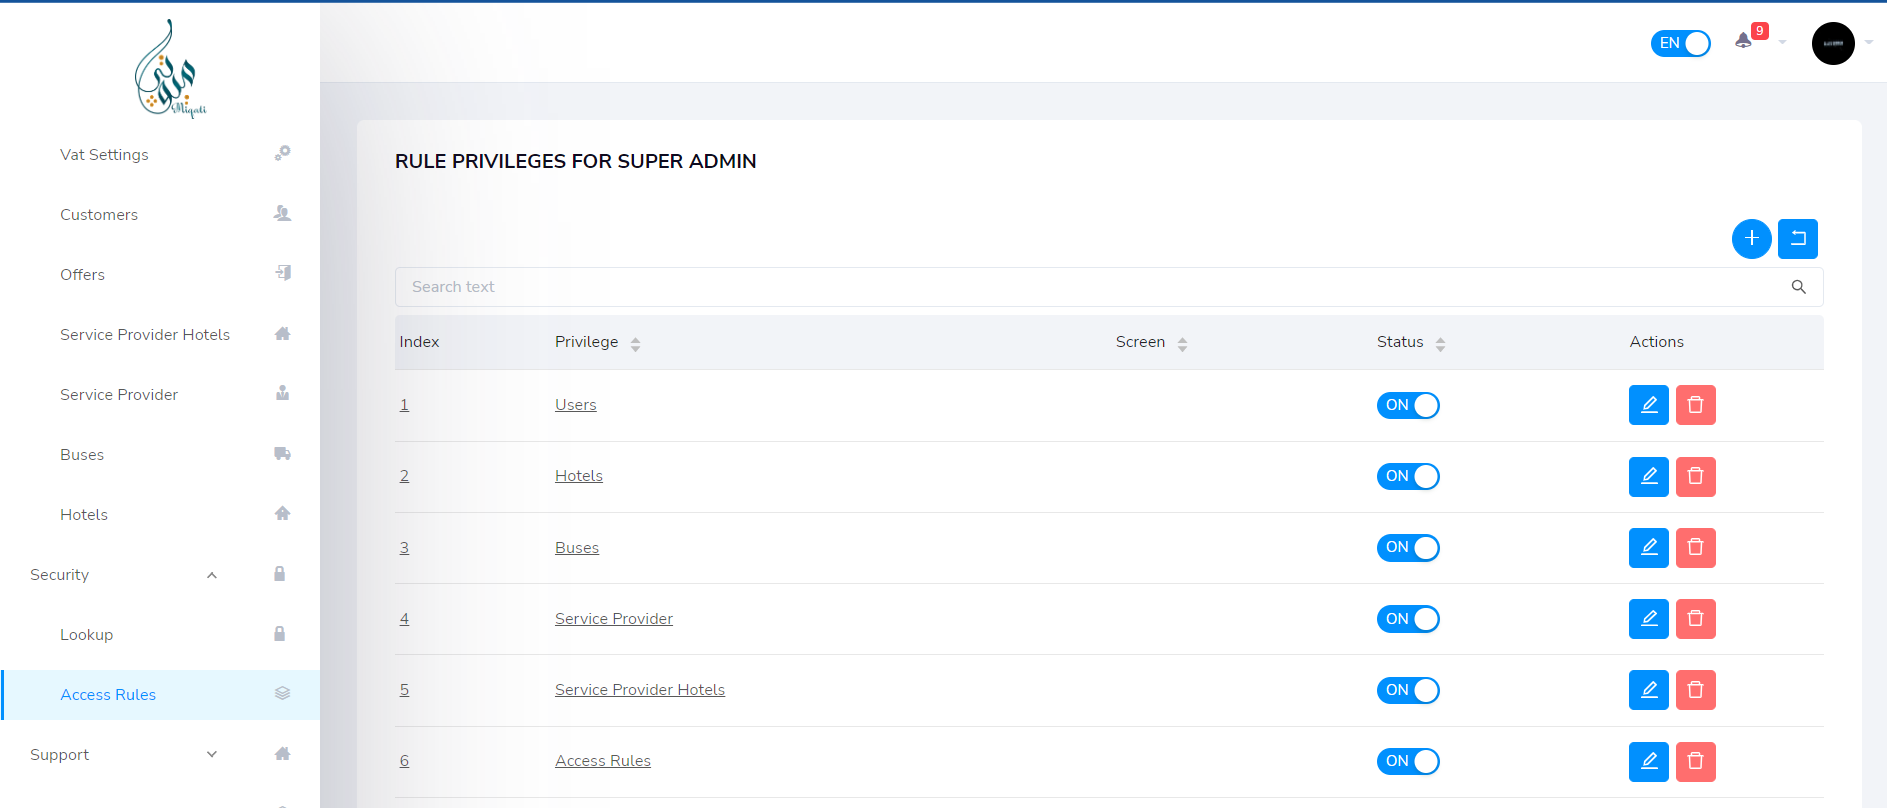 Miqati
Vat Settings
Customers
Offers
Service Provider Hotels
Service Provider
Buses
Hotels
Security
Lookup
Access Rules
Support
EN
9
RULE PRIVILEGES FOR SUPER ADMIN
Search text
Index Privilege Screen Status Actions
1 Users ON
2 Hotels ON
3 Buses ON
4 Service Provider ON
5 Service Provider Hotels ON
6 Access Rules ON